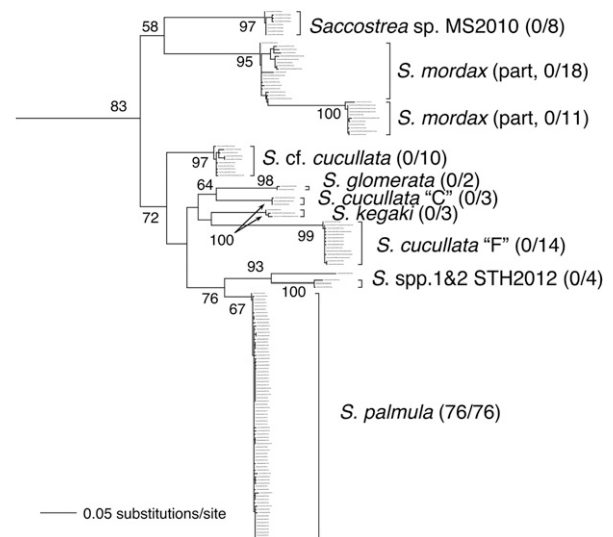 58
97
Saccostrea sp. MS2010 (0/8)
95
S. mordax (part, 0/18)
83
100
S. mordax (part, 0/11)
97
S. cf. cucullata (0/10)
64
98
S. glomerata (0/2)
S. cucullata “C” (0/3)
72
S. kegaki (0/3)
100
99
S. cucullata “F” (0/14)
93
S. spp.1&2 STH2012 (0/4)
76
100
67
S. palmula (76/76)
0.05 substitutions/site